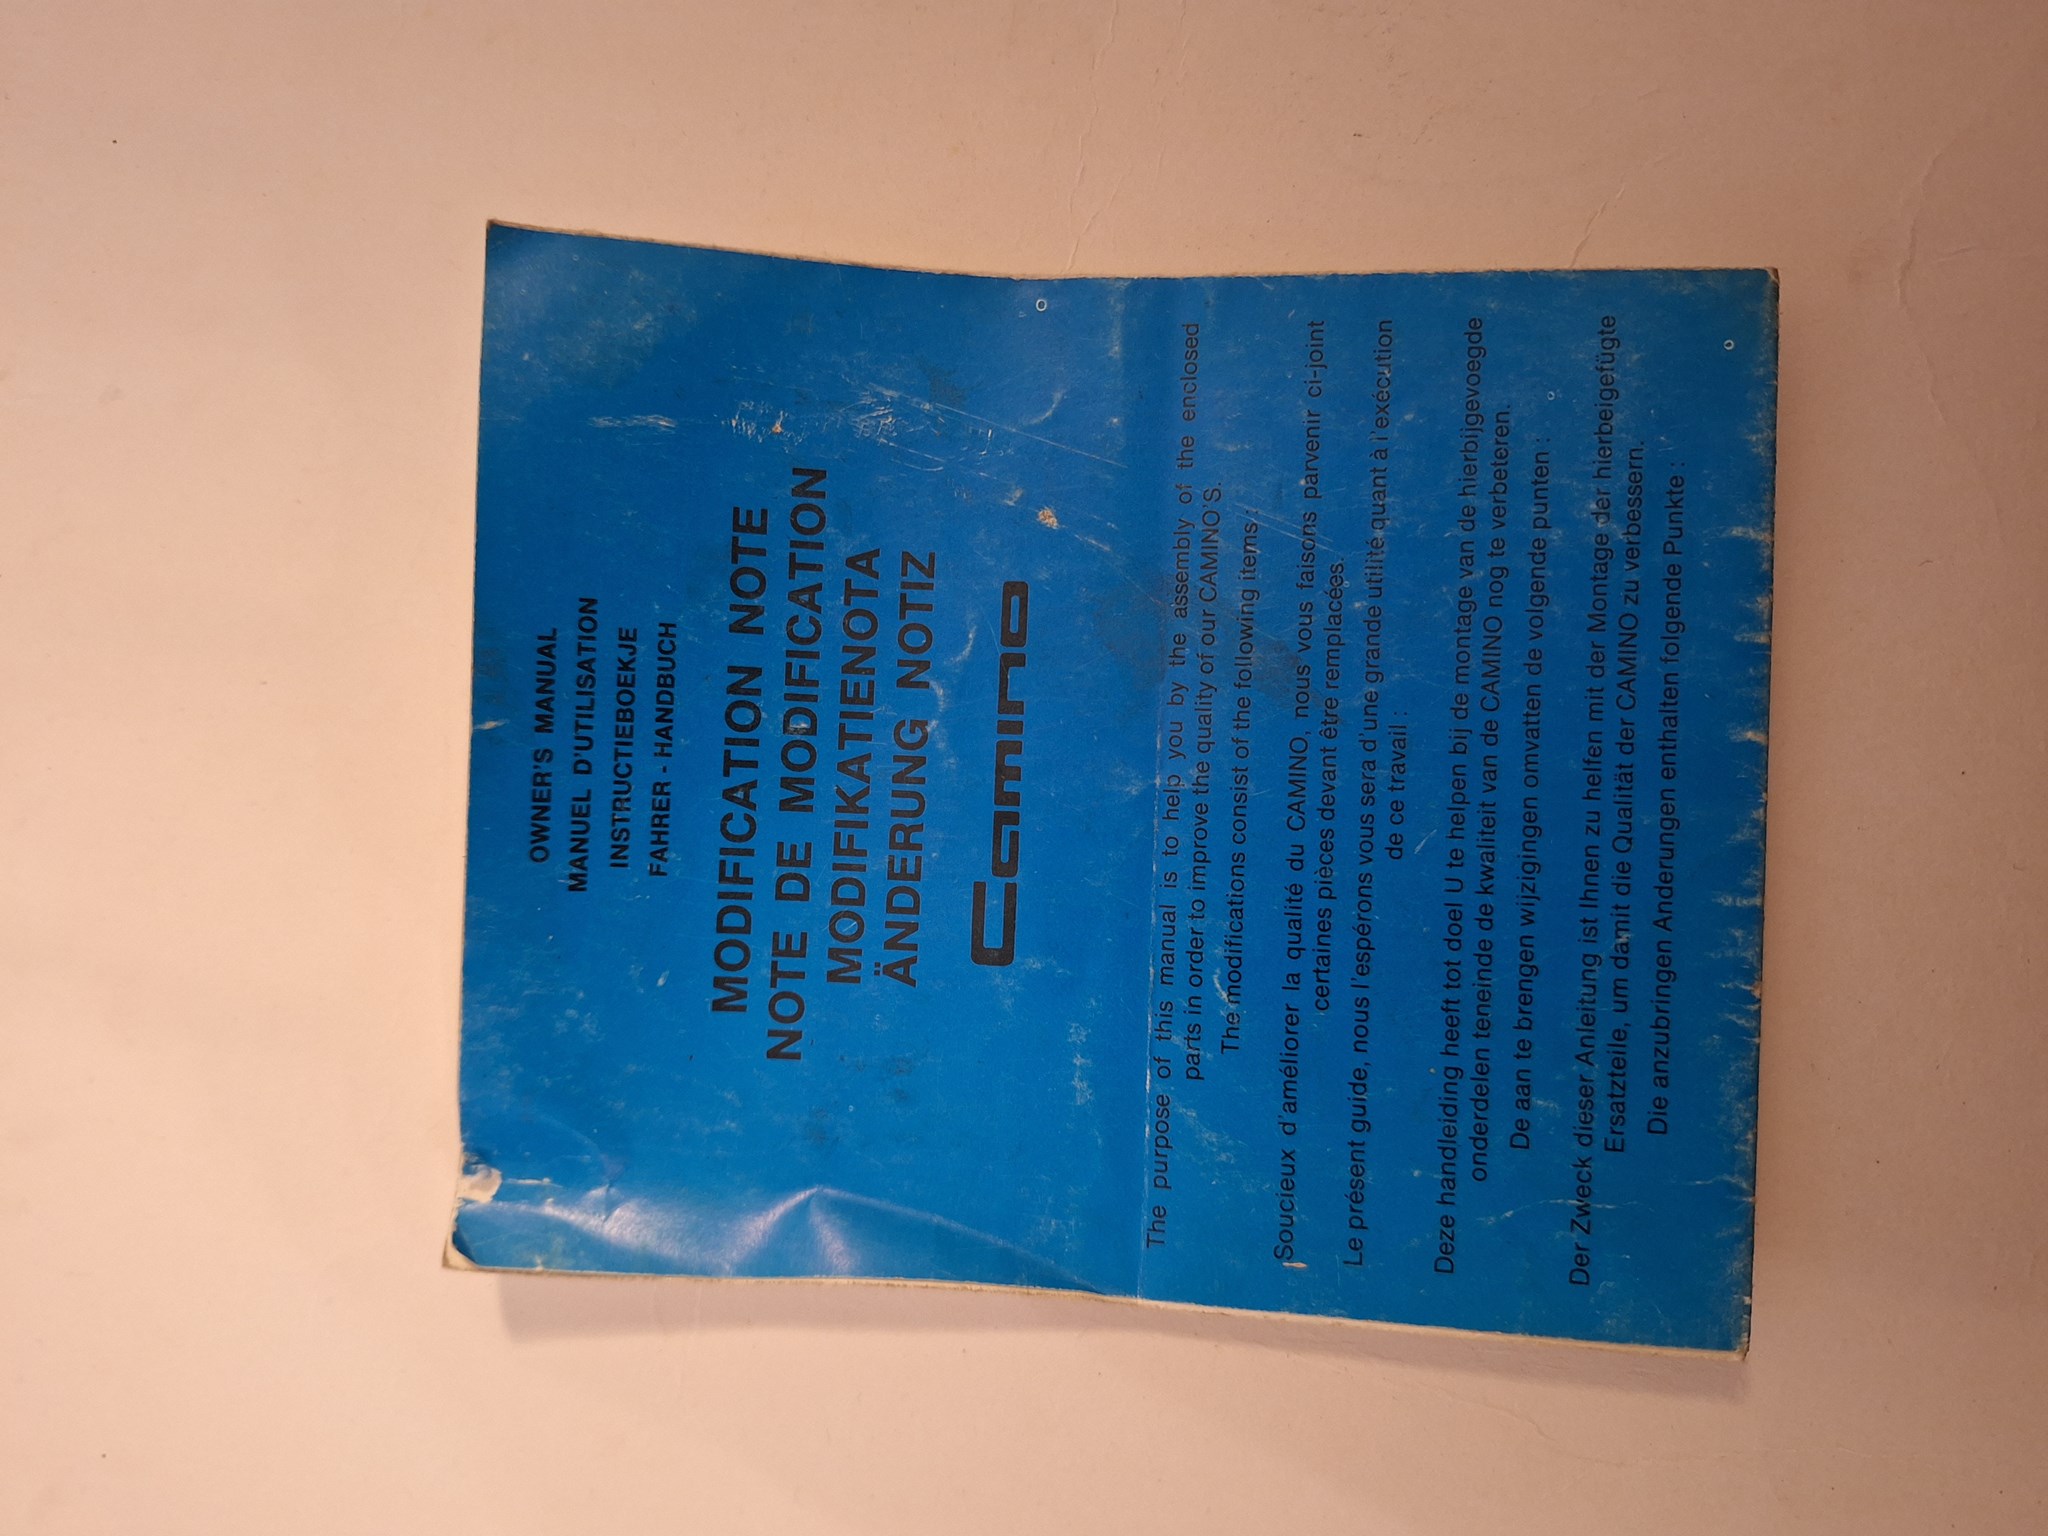 OWNER'S MANUAL
MANUEL D'UTILISATION
INSTRUCTIEBOEKJE
FAHRER - HANDBUCH
MODIFICATION NOTE
NOTE DE MODIFICATION
MODIFIKATIENOTA
ÄNDERUNG NOTIZ
Camino
The purpose of this manual is to help you by the assembly of the enclosed
parts in order to improve the quality of our CAMINO'S.
The modifications consist of the following items :
Soucieux d'améliorer la qualité du CAMINO, nous vous faisons parvenir ci-joint
certaines pièces devant être remplacées.
Le présent guide, nous l'espérons vous sera d'une grande utilité quant à l'exécution
de ce travail :
Deze handleiding heeft tot doel U te helpen bij de montage van de hierbijgevoegde
onderdelen teneinde de kwaliteit van de CAMINO nog te verbeteren.
De aan te brengen wijzigingen omvatten de volgende punten :
Der Zweck dieser Anleitung ist Ihnen zu helfen mit der Montage der hierbeigefügte
Ersatzteile, um damit die Qualität der CAMINO zu verbessern.
Die anzubringen Anderungen enthalten folgende Punkte :